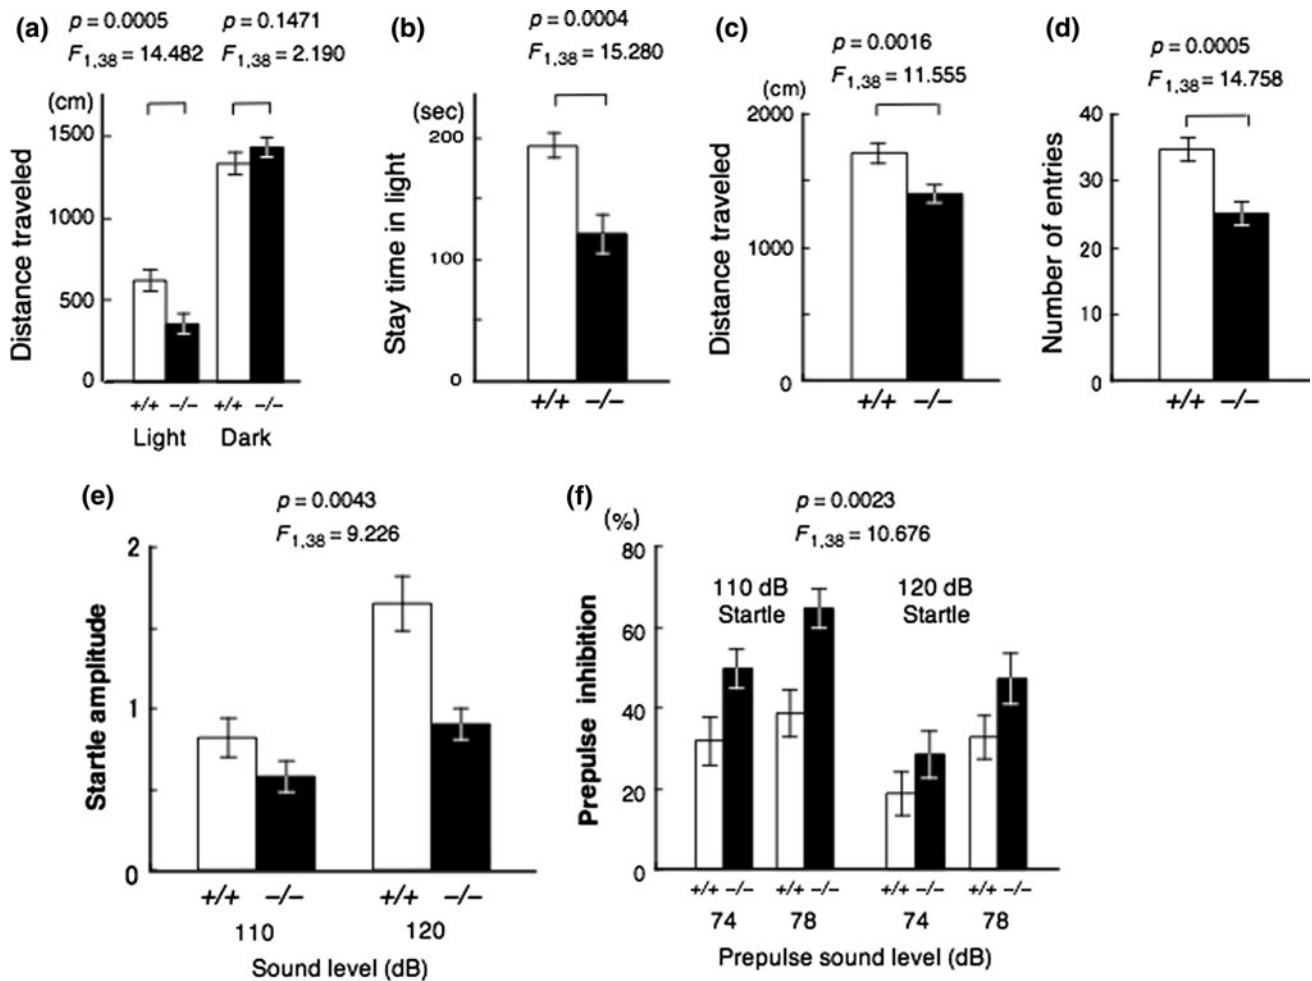 (a) p = 0.0005 p = 0.1471
F1,38 = 14.482 F1,38 = 2.190
(cm)
1500
1000
500
0
Distance traveled
+/+ −/− +/+ −/−
Light Dark
(b) p = 0.0004
F1,38 = 15.280
(sec)
200
100
0
Stay time in light
+/+ −/−
(c) p = 0.0016
F1,38 = 11.555
(cm)
2000
1000
0
Distance traveled
+/+ −/−
(d) p = 0.0005
F1,38 = 14.758
40
30
20
10
0
Number of entries
+/+ −/−
(e) p = 0.0043
F1,38 = 9.226
2
1
0
Startle amplitude
+/+ −/− +/+ −/−
110 120
Sound level (dB)
(f) p = 0.0023
F1,38 = 10.676
(%)
80
60
40
20
0
Prepulse inhibition
110 dB 120 dB
Startle Startle
+/+ −/− +/+ −/− +/+ −/− +/+ −/−
74 78 74 78
Prepulse sound level (dB)